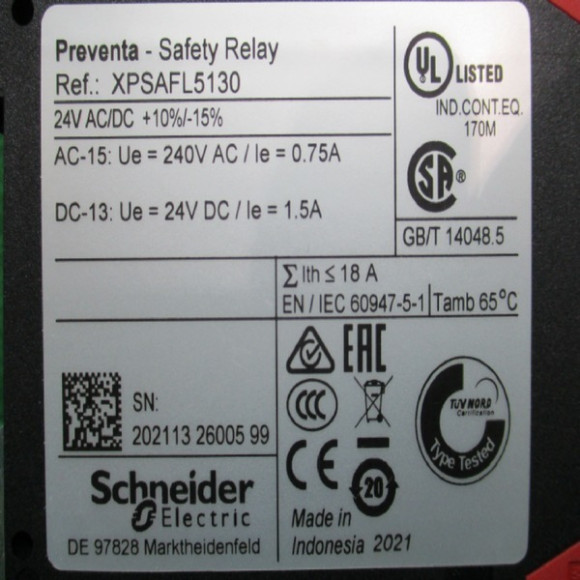 Preventa - Safety Relay
Ref.: XPSAFL5130
24V AC/DC +10%/-15%
AC-15: Ue = 240V AC / Ie = 0.75A
DC-13: Ue = 24V DC / Ie = 1.5A
UL LISTED
IND.CONT.EQ.
170M
SA®
GB/T 14048.5
∑ Ith ≤ 18 A
EN / IEC 60947-5-1 Tamb 65°C
EAC
CCC
TÜV NORD
Certification
Type Tested
SN:
202113 26005 99
CE
20
Schneider
Electric
DE 97828 Marktheidenfeld
Made in
Indonesia 2021